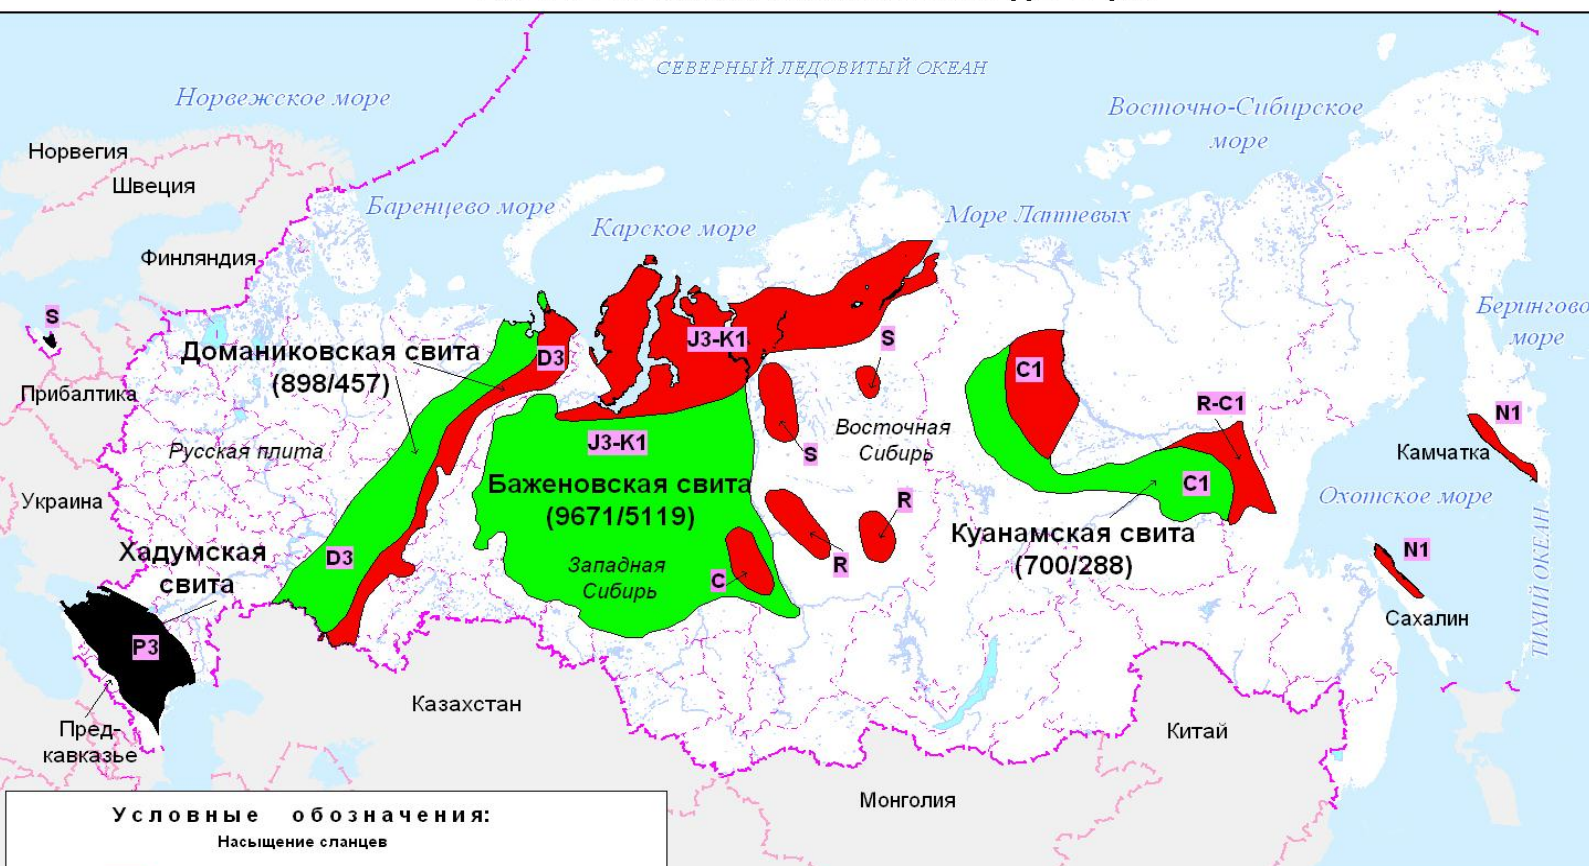 СЕВЕРНЫЙ ЛЕДОВИТЫЙ ОКЕАН
Норвежское море
Восточно-Сибирское
море
Норвегия
Швеция
Баренцево море
Карское море
Море Лаптевых
Финляндия
Берингово
море
S
Доманиковская свита
(898/457)
D3
J3-K1
S
C1
R-C1
Прибалтика
N1
Камчатка
Русская плита
J3-K1
S
Восточная
Сибирь
Баженовская свита
(9671/5119)
C1
Охотское море
Украина
R
Куанамская свита
(700/288)
Хадумская
свита
D3
Западная
Сибирь
C
R
N1
Сахалин
ТИХИЙ ОКЕАН
P3
Казахстан
Пред-
кавказье
Китай
Монголия
Условные обозначения:
Насыщение сланцев